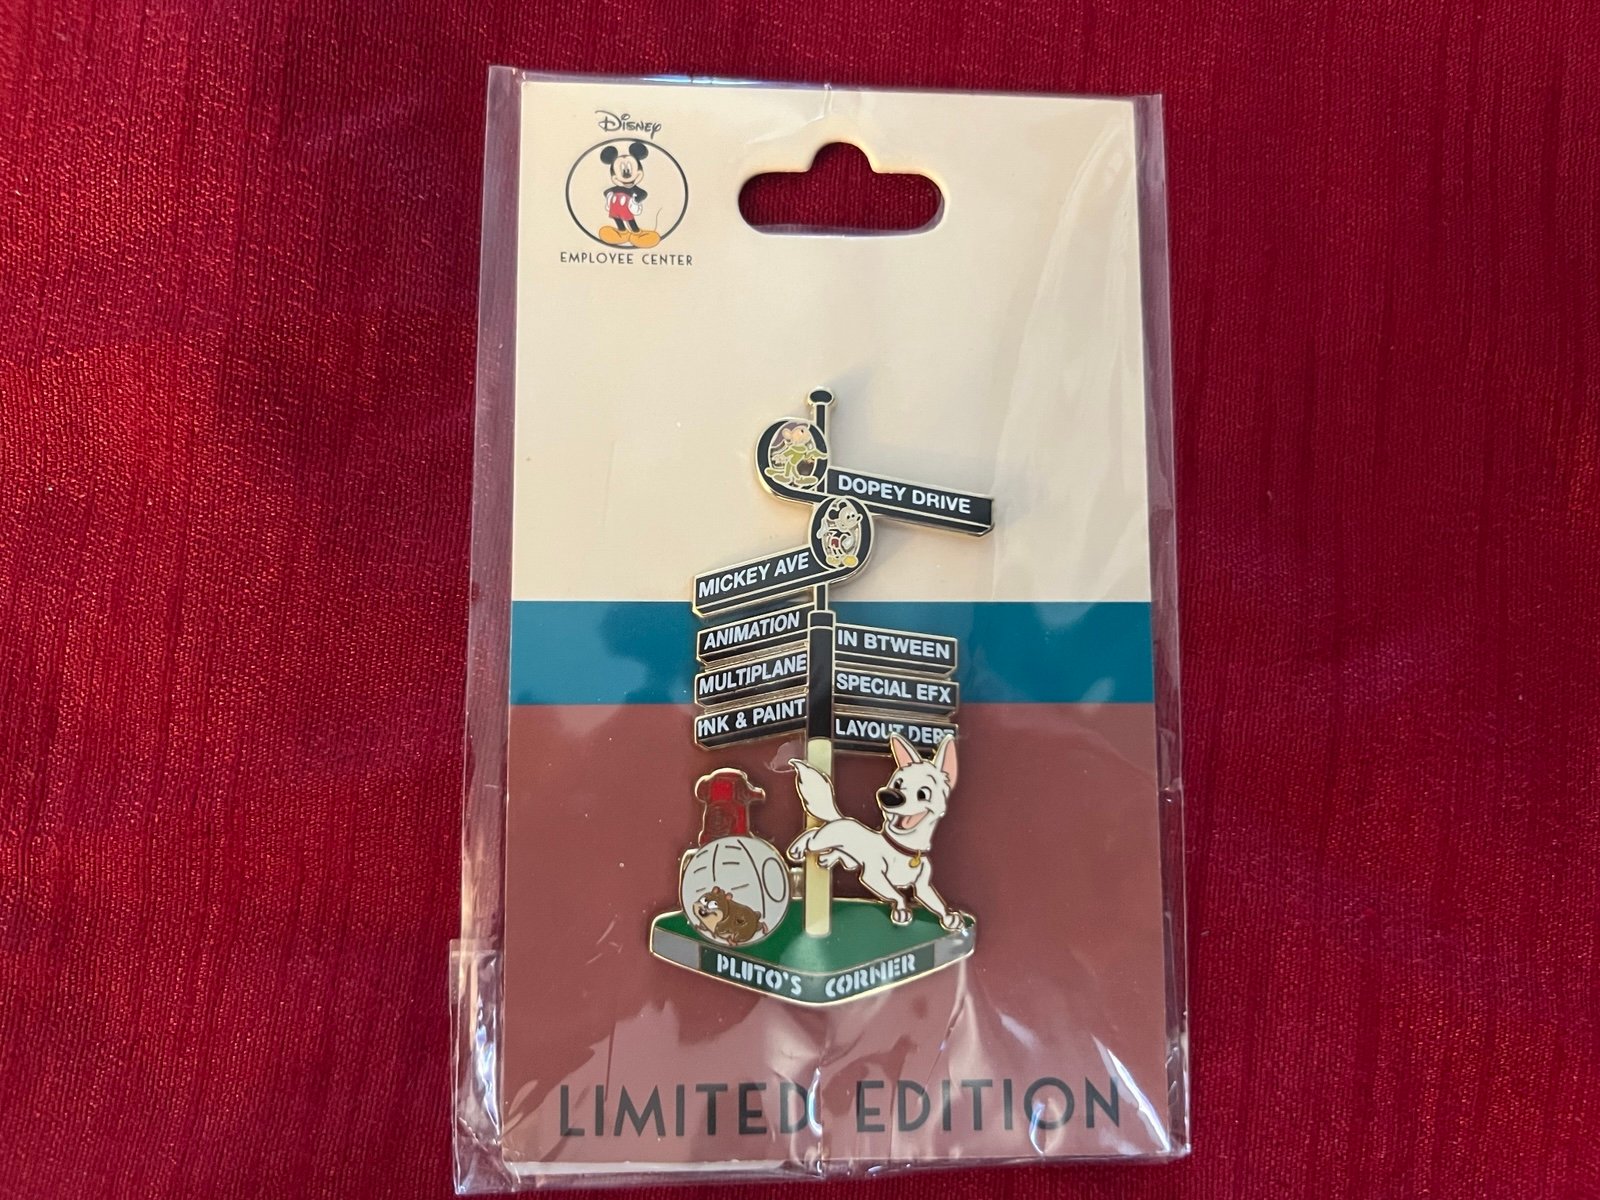 Disney
EMPLOYEE CENTER
DOPEY DRIVE
MICKEY AVE
ANIMATION
IN BTWEEN
MULTIPLANE
SPECIAL EFX
INK & PAINT
LAYOUT DEPT
PLUTO'S CORNER
LIMITED EDITION